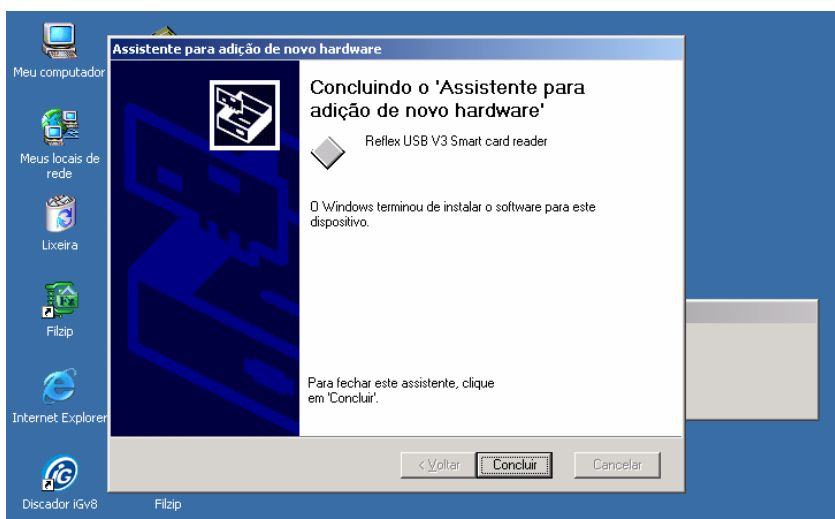 Meu computador
Meus locais de
rede
Lixeira
Filzip
Internet Explorer
Discador iGv8
Filzip
Assistente para adição de novo hardware
Concluindo o 'Assistente para
adição de novo hardware'
Reflex USB V3 Smart card reader
O Windows terminou de instalar o software para este
dispositivo.
Para fechar este assistente, clique
em 'Concluir'.
< Voltar
Concluir
Cancelar